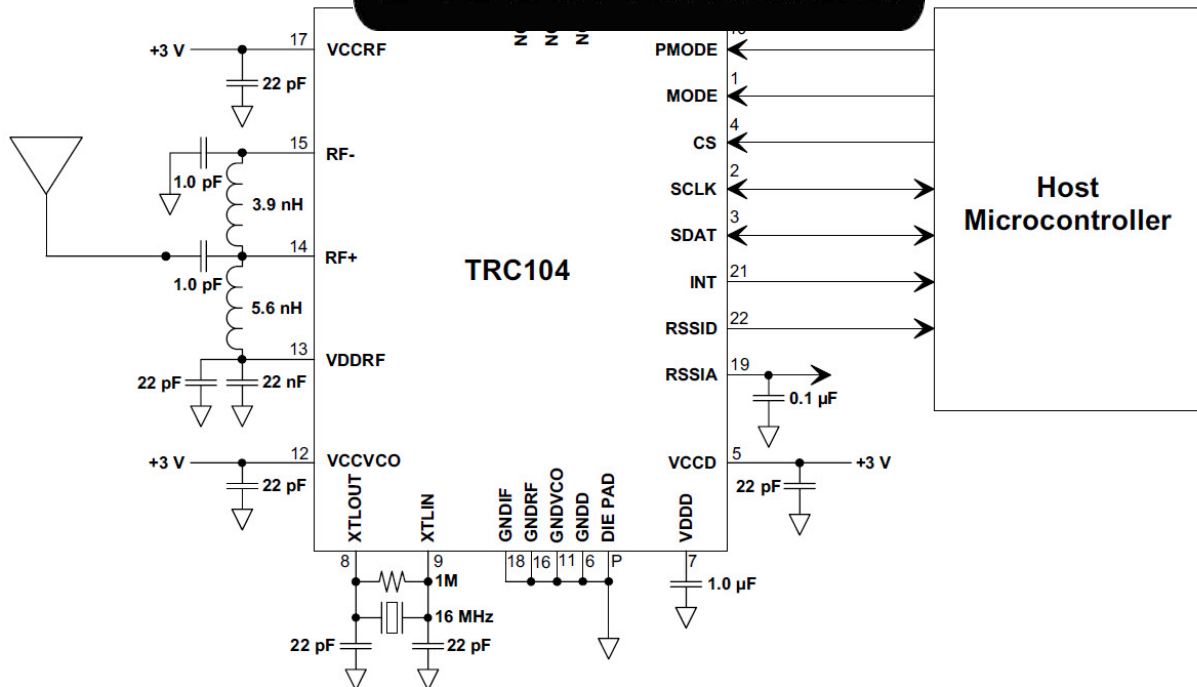 +3 V
17
VCCRF
22 pF
PMODE
1
MODE
4
CS
15
RF-
1.0 pF
2
SCLK
3.9 nH
3
SDAT
14
RF+
1.0 pF
TRC104
Host
Microcontroller
21
INT
5.6 nH
22
RSSID
13
VDDRF
22 pF
22 nF
19
RSSIA
0.1 µF
+3 V
12
VCCVCO
22 pF
5
VCCD
+3 V
22 pF
XTLOUT
XTLIN
GNDIF
GNDRF
GNDVCO
GNDD
DIE PAD
VDDD
8
9
18
16
11
6
P
7
1M
1.0 µF
16 MHz
22 pF
22 pF